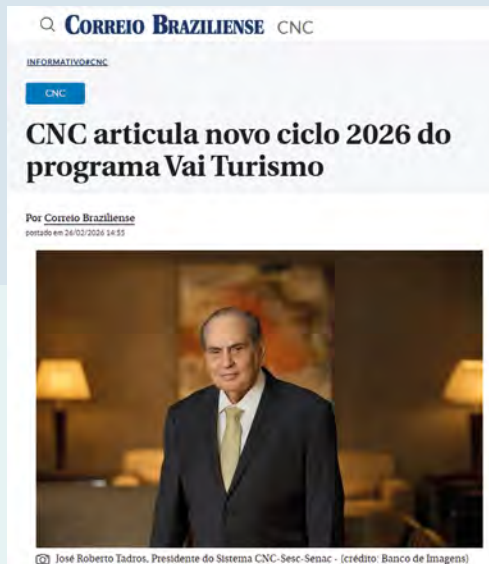 CORREIO BRAZILIENSE CNC
INFORMATIVO#CNC
CNC
CNC articula novo ciclo 2026 do
programa Vai Turismo
Por Correio Braziliense
postado em 26/02/2026 14:55
José Roberto Tadros, Presidente do Sistema CNC-Sesc-Senac - (crédito: Banco de Imagens)